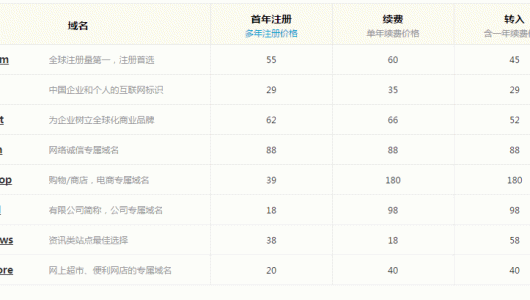 域名 首年注册 续费 转入
多年注册价格 单年续费价格 含一年续费
om 全球注册量第一，注册首选 55 60 45
中国企业和个人的互联网标识 29 35 29
t 为企业树立全球化商业品牌 62 66 52
网络诚信专属域名 88 88 88
op 购物/商店，电商专属域名 39 180 180
有限公司简称，公司专属域名 18 98 98
ws 资讯类站点最佳选择 38 18 58
ore 网上超市、便利网店的专属域名 20 40 40